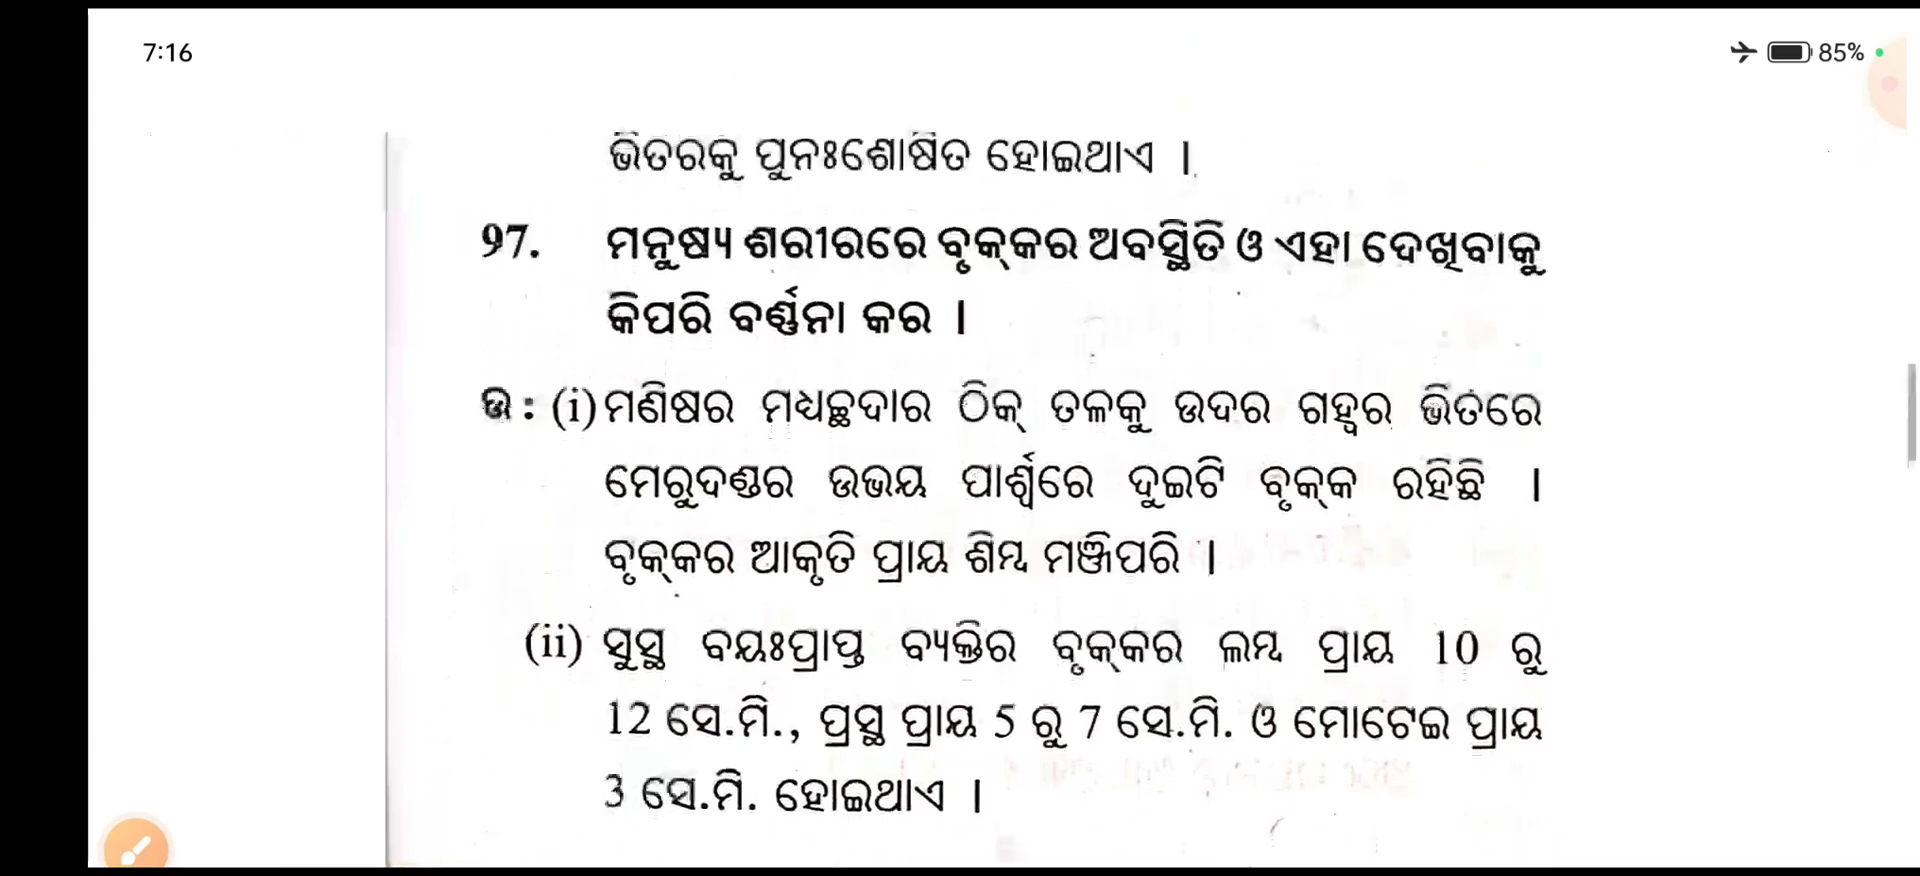 7:16
85%
ଭିତରକୁ ପୁନଃଶୋଷିତ ହୋଇଥାଏ ।
97. ମନୁଷ୍ୟ ଶରୀରରେ ବୃକ୍‌କର ଅବସ୍ଥିତି ଓ ଏହା ଦେଖିବାକୁ
କିପରି ବର୍ଣ୍ଣନା କର ।
ଉ : (i) ମଣିଷର ମଧ୍ୟଚ୍ଛଦାର ଠିକ୍ ତଳକୁ ଉଦର ଗହ୍ୱର ଭିତରେ
ମେରୁଦଣ୍ଡର ଉଭୟ ପାର୍ଶ୍ୱରେ ଦୁଇଟି ବୃକ୍‌କ ରହିଛି ।
ବୃକ୍‌କର ଆକୃତି ପ୍ରାୟ ଶିମ୍ବ ମଞ୍ଜିପରି ।
(ii) ସୁସ୍ଥ ବୟଃପ୍ରାପ୍ତ ବ୍ୟକ୍ତିର ବୃକ୍‌କର ଲମ୍ବ ପ୍ରାୟ 10 ରୁ
12 ସେ.ମି., ପ୍ରସ୍ଥ ପ୍ରାୟ 5 ରୁ 7 ସେ.ମି. ଓ ମୋଟେଇ ପ୍ରାୟ
3 ସେ.ମି. ହୋଇଥାଏ ।